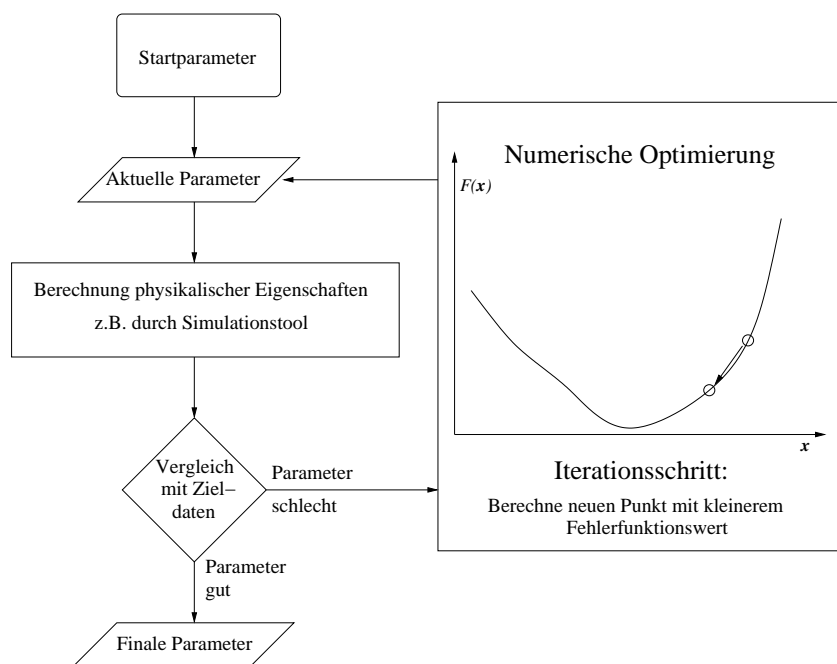 Startparameter
Aktuelle Parameter
Berechnung physikalischer Eigenschaften
z.B. durch Simulationstool
Vergleich
mit Ziel–
daten
Parameter
schlecht
Parameter
gut
Finale Parameter
Numerische Optimierung
F(x)
x
Iterationsschritt:
Berechne neuen Punkt mit kleinerem
Fehlerfunktionswert